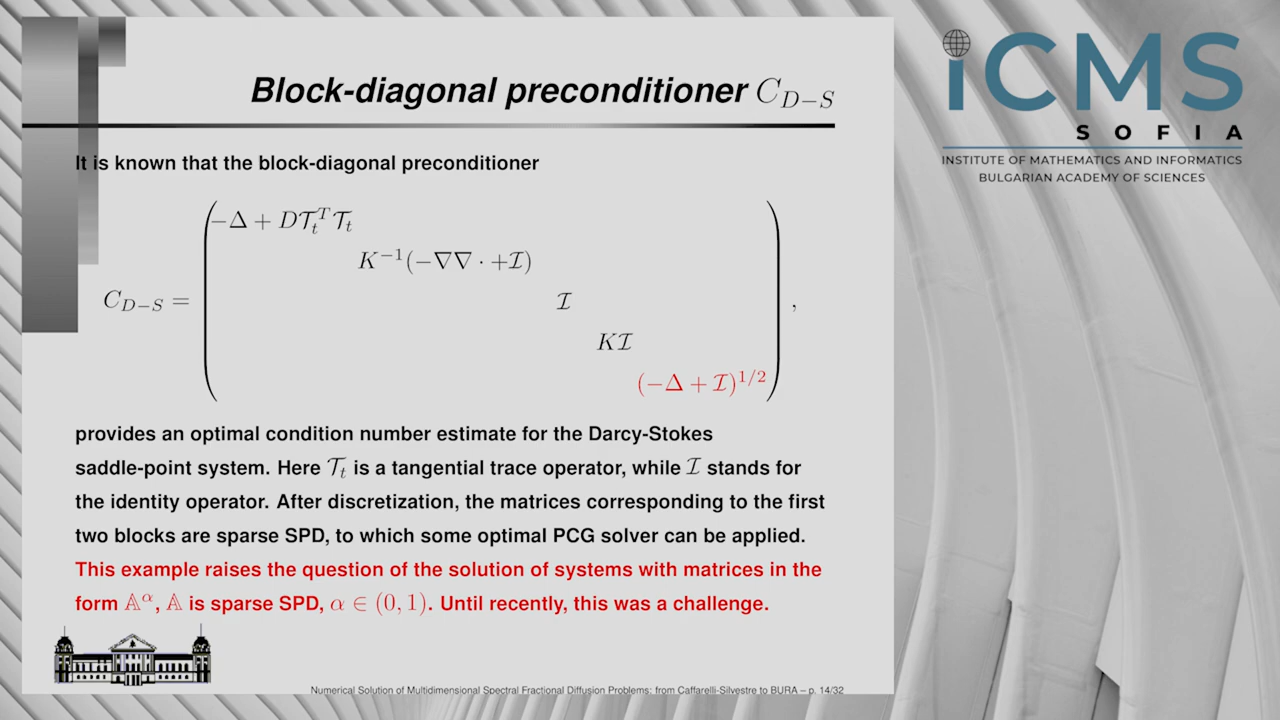 Block-diagonal preconditioner C_{D−S}
It is known that the block-diagonal preconditioner
−Δ + D𝒯_t^T 𝒯_t
K^{−1}(−∇∇ · +ℐ)
C_{D−S} =
ℐ
,
Kℐ
(−Δ + ℐ)^{1/2}
provides an optimal condition number estimate for the Darcy-Stokes
saddle-point system. Here 𝒯_t is a tangential trace operator, while ℐ stands for
the identity operator. After discretization, the matrices corresponding to the first
two blocks are sparse SPD, to which some optimal PCG solver can be applied.
This example raises the question of the solution of systems with matrices in the
form 𝔸^α, 𝔸 is sparse SPD, α ∈ (0, 1). Until recently, this was a challenge.
Numerical Solution of Multidimensional Spectral Fractional Diffusion Problems: from Caffarelli-Silvestre to BURA – p. 14/32
iCMS
SOFIA
INSTITUTE OF MATHEMATICS AND INFORMATICS
BULGARIAN ACADEMY OF SCIENCES